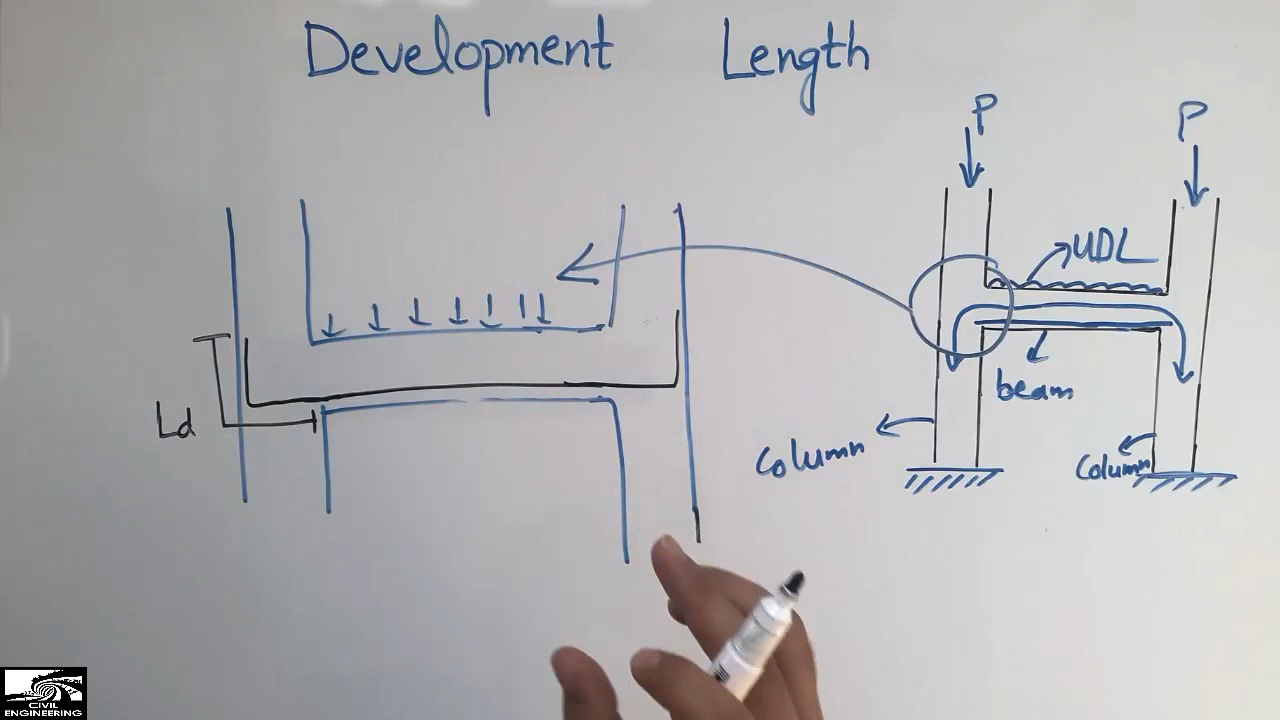 Development Length
P
P
UDL
beam
Ld
Column
Column
CIVIL
ENGINEERING